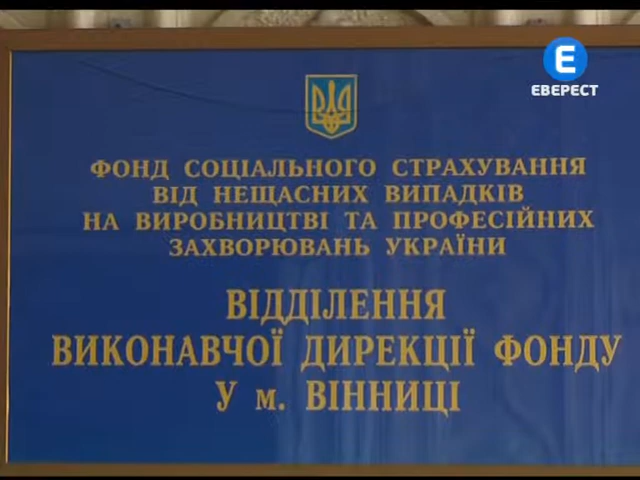 Е
ЕВЕРЕСТ
ФОНД СОЦІАЛЬНОГО СТРАХУВАННЯ
ВІД НЕЩАСНИХ ВИПАДКІВ
НА ВИРОБНИЦТВІ ТА ПРОФЕСІЙНИХ
ЗАХВОРЮВАНЬ УКРАЇНИ
ВІДДІЛЕННЯ
ВИКОНАВЧОЇ ДИРЕКЦІЇ ФОНДУ
У м. ВІННИЦІ